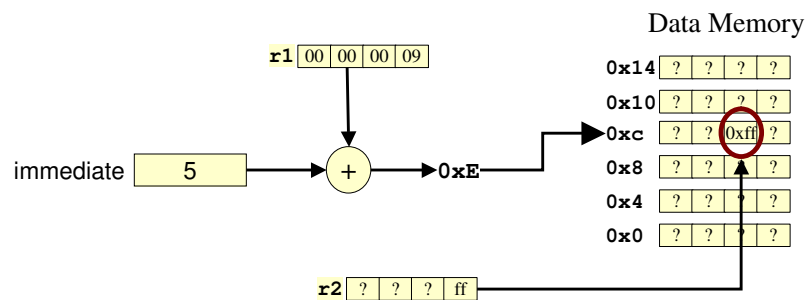 Data Memory
r1 00 00 00 09
0x14 ? ? ? ?
0x10 ? ? ? ?
0xc ? ? 0xff ?
immediate 5 + 0xE
0x8 ? ? ? ?
0x4 ? ? ? ?
0x0 ? ? ? ?
r2 ? ? ? ff